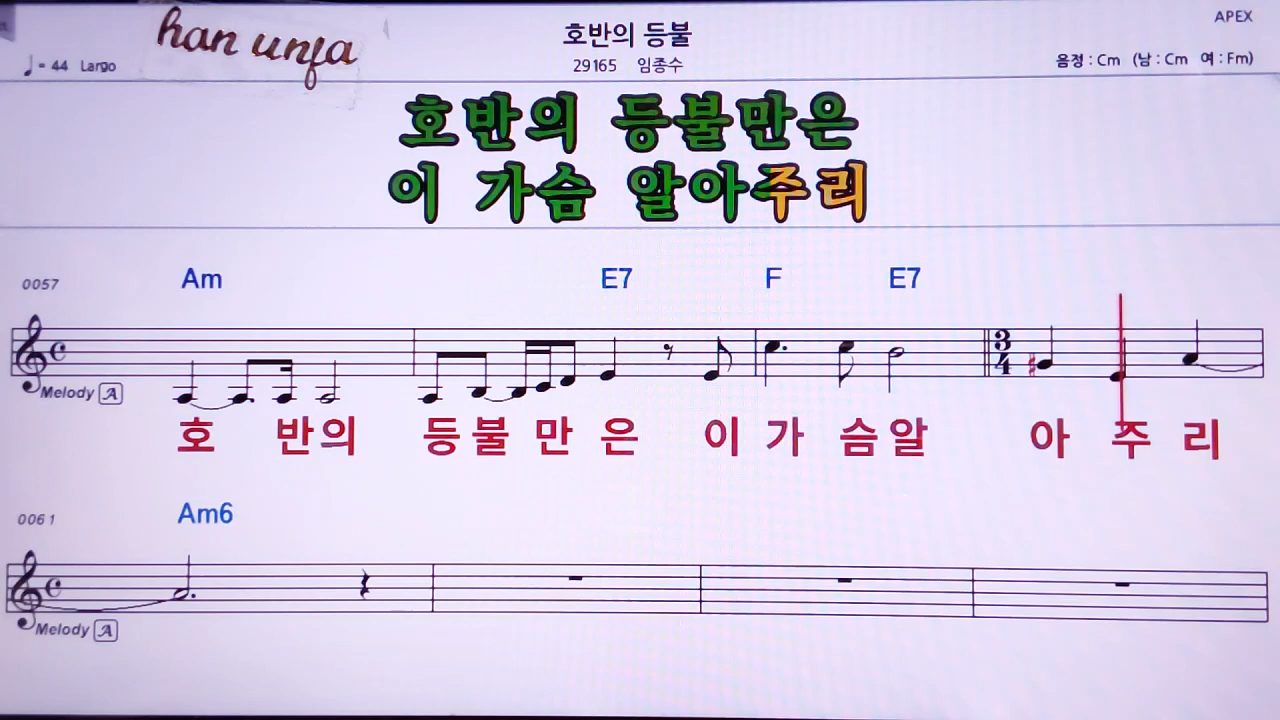 han unja
호반의 등불
APEX
♩ = 44 Largo
29165 임종수
음정 : Cm (남 : Cm 여 : Fm)
호반의 등불만은
이 가슴 알아주리
0057 Am E7 F E7
3
4
Melody A
호 반의 등불 만 은 이 가 슴알 아 주 리
0061 Am6
Melody A